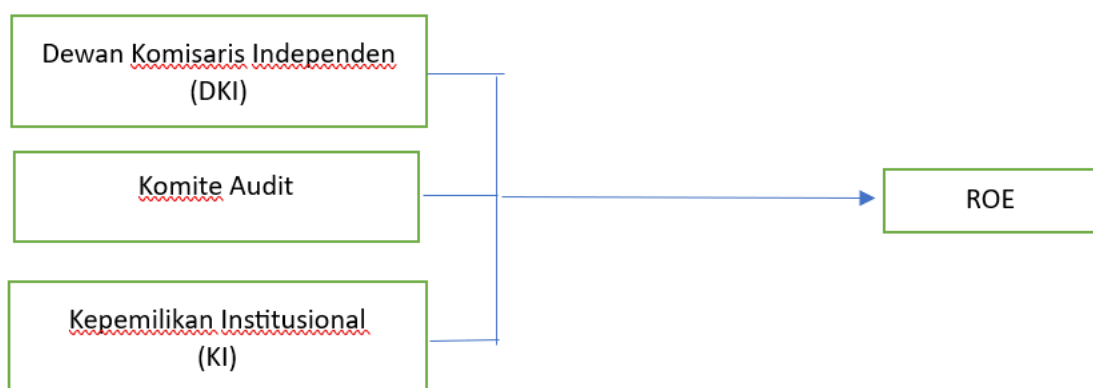 Dewan Komisaris Independen
(DKI)
Komite Audit
ROE
Kepemilikan Institusional
(KI)